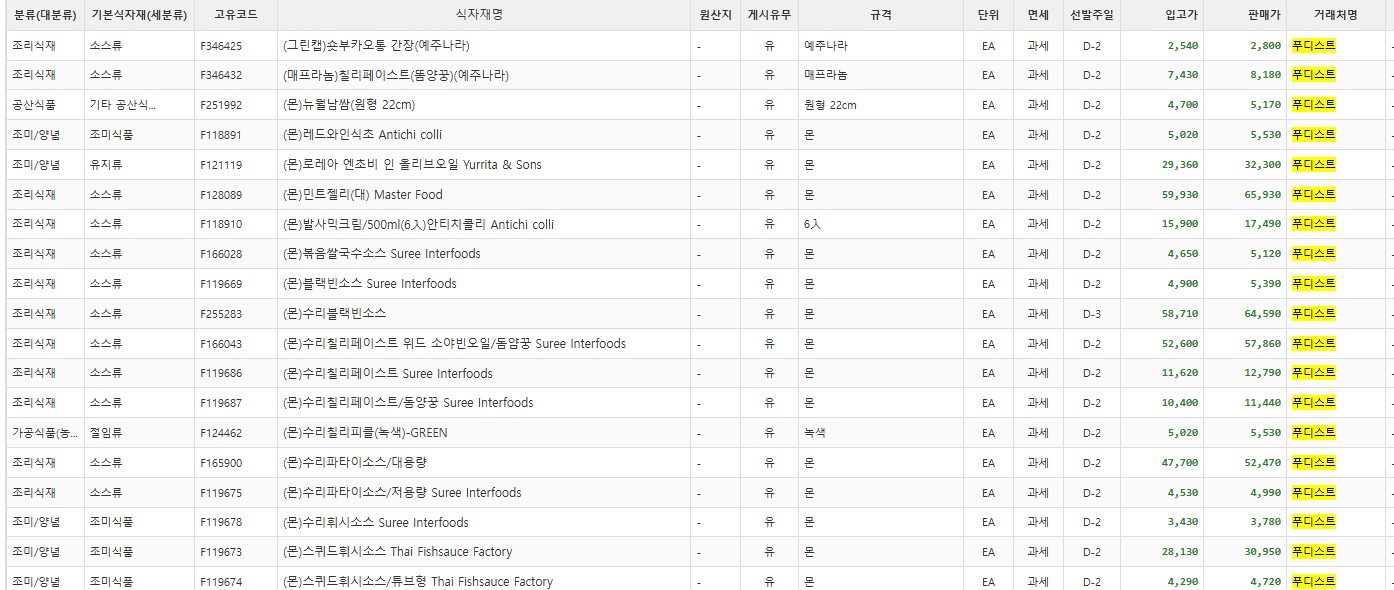 분류(대분류) 기본식자재(세분류) 고유코드 식자재명 원산지 게시유무 규격 단위 면세 선발주일 입고가 판매가 거래처명
조리식재 소스류 F346425 (그린캡)숏부카오통 간장(예주나라) - 유 예주나라 EA 과세 D-2 2,540 2,800 푸디스트
조리식재 소스류 F346432 (매프라놈)칠리페이스트(똠양꿍)(예주나라) - 유 매프라놈 EA 과세 D-2 7,430 8,180 푸디스트
공산식품 기타 공산식... F251992 (몬)뉴월남쌈(원형 22cm) - 유 원형 22cm EA 과세 D-2 4,700 5,170 푸디스트
조미/양념 조미식품 F118891 (몬)레드와인식초 Antichi colli - 유 몬 EA 과세 D-2 5,020 5,530 푸디스트
조미/양념 유지류 F121119 (몬)로레아 엔초비 인 올리브오일 Yurrita & Sons - 유 몬 EA 과세 D-2 29,360 32,300 푸디스트
조리식재 소스류 F128089 (몬)민트젤리(대) Master Food - 유 몬 EA 과세 D-2 59,930 65,930 푸디스트
조리식재 소스류 F118910 (몬)발사믹크림/500ml(6入)안티치콜리 Antichi colli - 유 6入 EA 과세 D-2 15,900 17,490 푸디스트
조리식재 소스류 F166028 (몬)볶음쌀국수소스 Suree Interfoods - 유 몬 EA 과세 D-2 4,650 5,120 푸디스트
조리식재 소스류 F119669 (몬)블랙빈소스 Suree Interfoods - 유 몬 EA 과세 D-2 4,900 5,390 푸디스트
조리식재 소스류 F255283 (몬)수리블랙빈소스 - 유 몬 EA 과세 D-3 58,710 64,590 푸디스트
조리식재 소스류 F166043 (몬)수리칠리페이스트 위드 소야빈오일/돔얌꿍 Suree Interfoods - 유 몬 EA 과세 D-2 52,600 57,860 푸디스트
조리식재 소스류 F119686 (몬)수리칠리페이스트 Suree Interfoods - 유 몬 EA 과세 D-2 11,620 12,790 푸디스트
조리식재 소스류 F119687 (몬)수리칠리페이스트/돔양꿍 Suree Interfoods - 유 몬 EA 과세 D-2 10,400 11,440 푸디스트
가공식품(농... 절임류 F124462 (몬)수리칠리피클(녹색)-GREEN - 유 녹색 EA 과세 D-2 5,020 5,530 푸디스트
조리식재 소스류 F165900 (몬)수리파타이소스/대용량 - 유 몬 EA 과세 D-2 47,700 52,470 푸디스트
조리식재 소스류 F119675 (몬)수리파타이소스/저용량 Suree Interfoods - 유 몬 EA 과세 D-2 4,530 4,990 푸디스트
조미/양념 조미식품 F119678 (몬)수리휘시소스 Suree Interfoods - 유 몬 EA 과세 D-2 3,430 3,780 푸디스트
조미/양념 조미식품 F119673 (몬)스퀴드휘시소스 Thai Fishsauce Factory - 유 몬 EA 과세 D-2 28,130 30,950 푸디스트
조미/양념 조미식품 F119674 (몬)스퀴드휘시소스/튜브형 Thai Fishsauce Factory - 유 몬 EA 과세 D-2 4,290 4,720 푸디스트